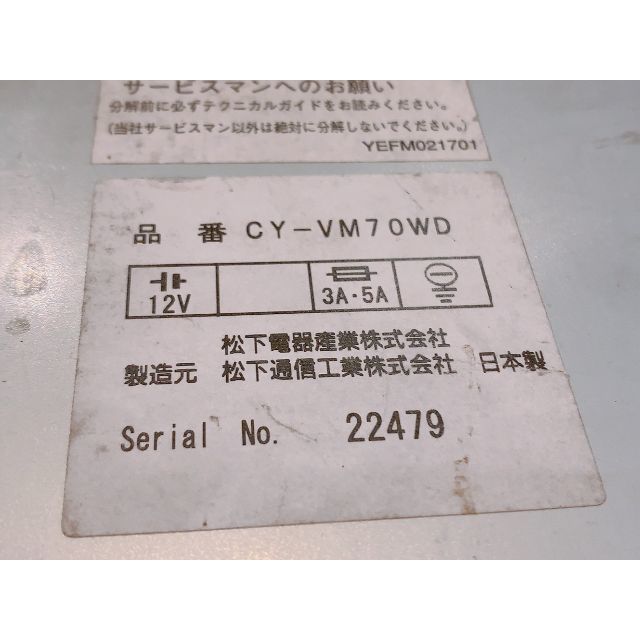 サービスマンへのお願い
分解前に必ずテクニカルガイドをお読みください。
(当社サービスマン以外は絶対に分解しないでください。)
YEFM021701
品 番 CY-VM70WD
12V
3A·5A
松下電器産業株式会社
製造元 松下通信工業株式会社 日本製
Serial No. 22479